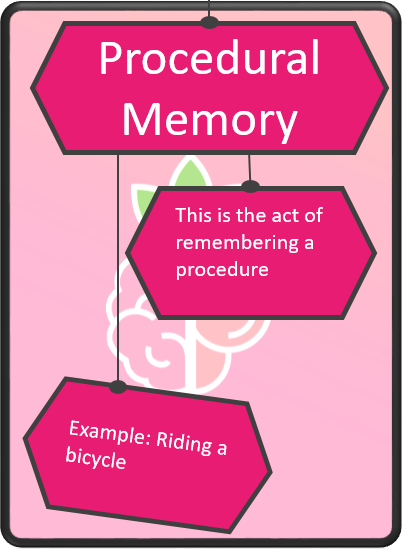 Procedural
Memory
This is the act of
remembering a
procedure
Example: Riding a
bicycle